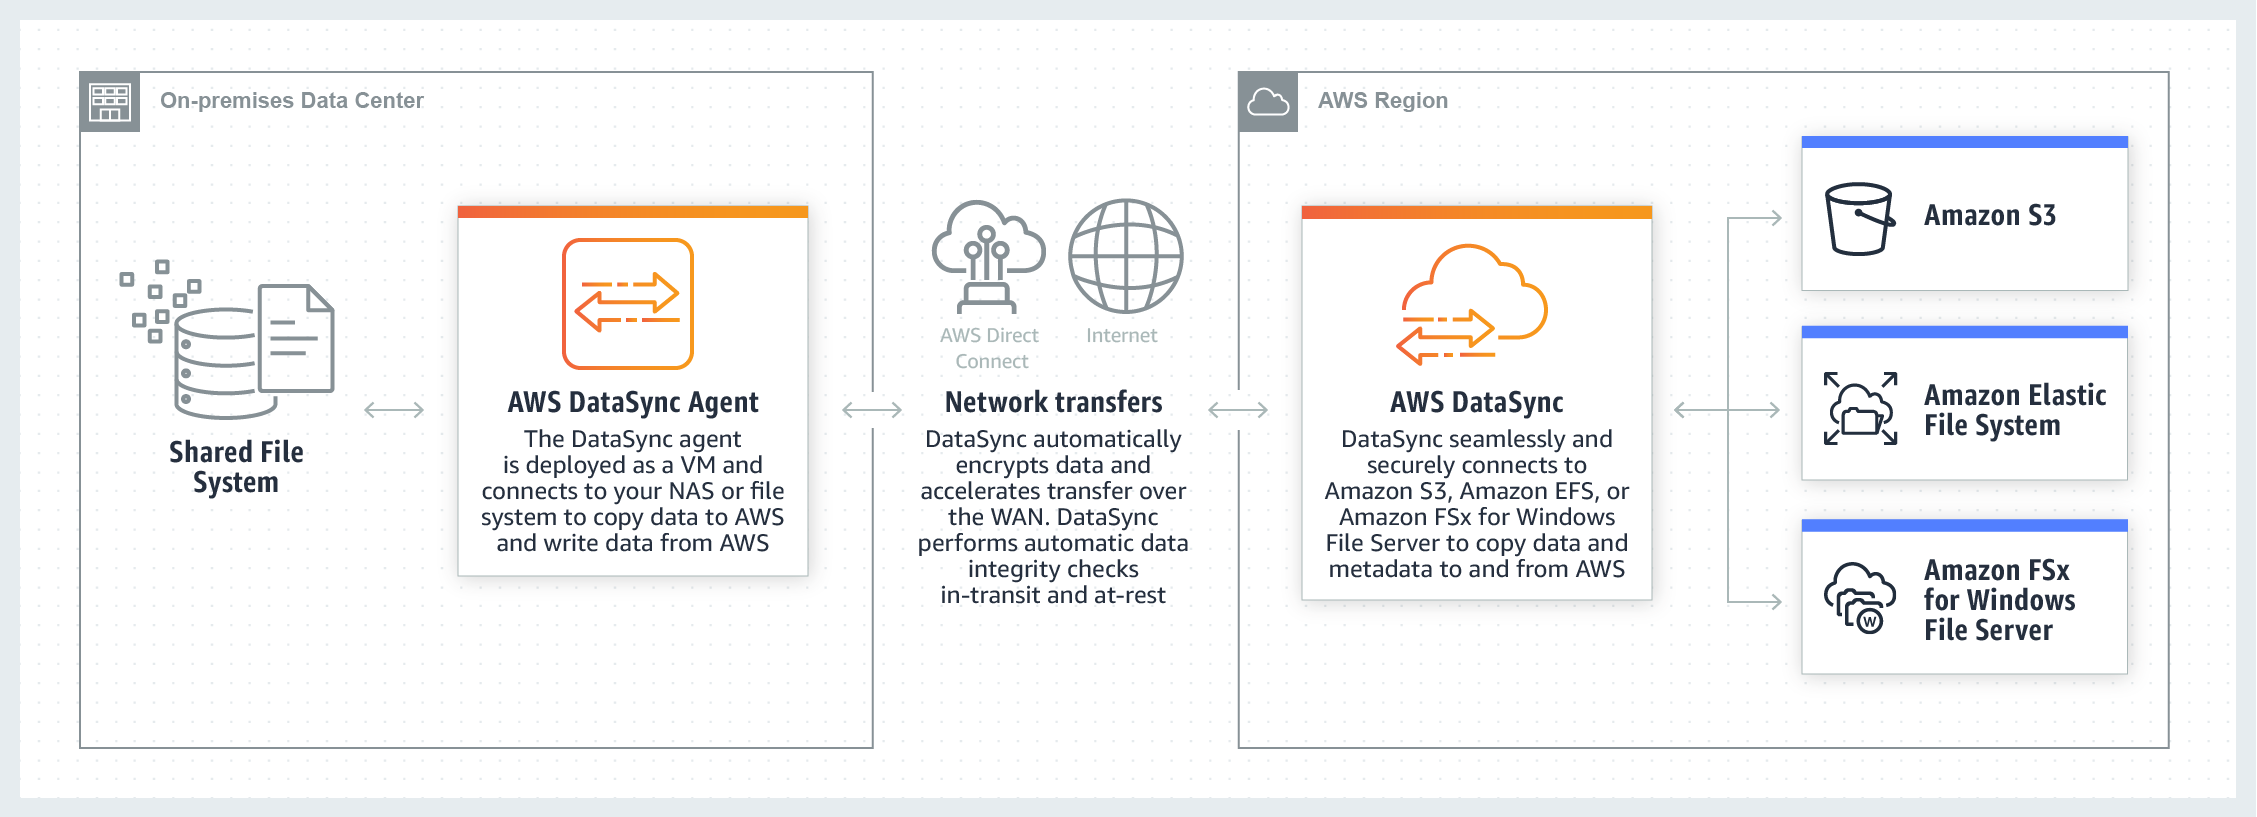 On-premises Data Center
Shared File
System
AWS DataSync Agent
The DataSync agent
is deployed as a VM and
connects to your NAS or file
system to copy data to AWS
and write data from AWS
AWS Direct
Connect
Internet
Network transfers
DataSync automatically
encrypts data and
accelerates transfer over
the WAN. DataSync
performs automatic data
integrity checks
in-transit and at-rest
AWS Region
AWS DataSync
DataSync seamlessly and
securely connects to
Amazon S3, Amazon EFS, or
Amazon FSx for Windows
File Server to copy data and
metadata to and from AWS
Amazon S3
Amazon Elastic
File System
W
Amazon FSx
for Windows
File Server